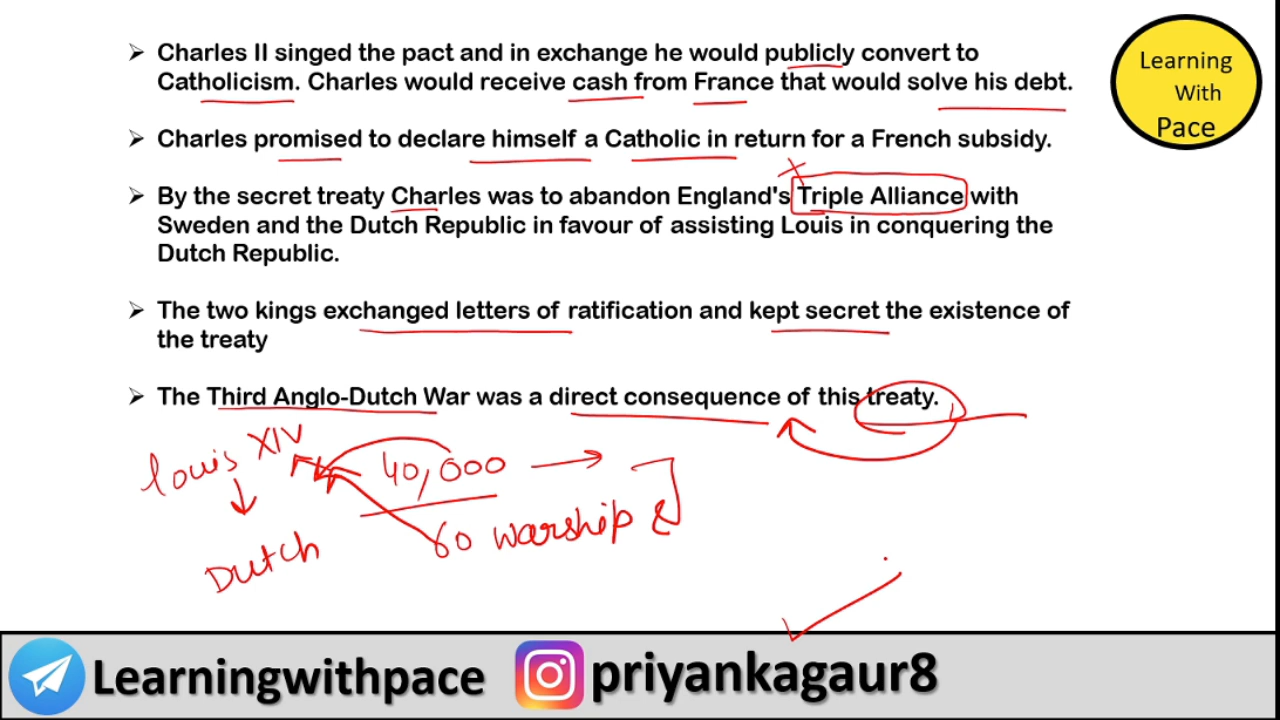 ➢ Charles II singed the pact and in exchange he would publicly convert to
Catholicism. Charles would receive cash from France that would solve his debt.
➢ Charles promised to declare himself a Catholic in return for a French subsidy.
➢ By the secret treaty Charles was to abandon England's Triple Alliance with
Sweden and the Dutch Republic in favour of assisting Louis in conquering the
Dutch Republic.
➢ The two kings exchanged letters of ratification and kept secret the existence of
the treaty
➢ The Third Anglo-Dutch War was a direct consequence of this treaty.
Louis XIV
40,000
60 warship &
Dutch
Learning
With
Pace
Learningwithpace
priyankagaur8